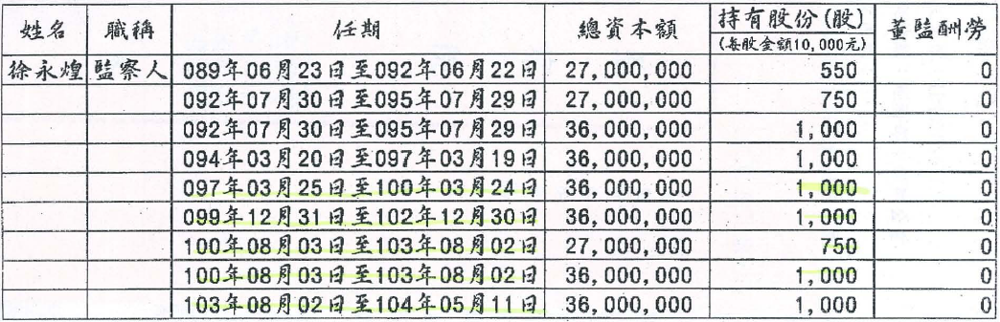 姓名 職稱 任期 總資本額 持有股份(股) 董監酬勞
(每股金額10,000元)
徐永煌 監察人 089年06月23日至092年06月22日 27,000,000 550 0
092年07月30日至095年07月29日 27,000,000 750 0
092年07月30日至095年07月29日 36,000,000 1,000 0
094年03月20日至097年03月19日 36,000,000 1,000 0
097年03月25日至100年03月24日 36,000,000 1,000 0
099年12月31日至102年12月30日 36,000,000 1,000 0
100年08月03日至103年08月02日 27,000,000 750 0
100年08月03日至103年08月02日 36,000,000 1,000 0
103年08月02日至104年05月11日 36,000,000 1,000 0